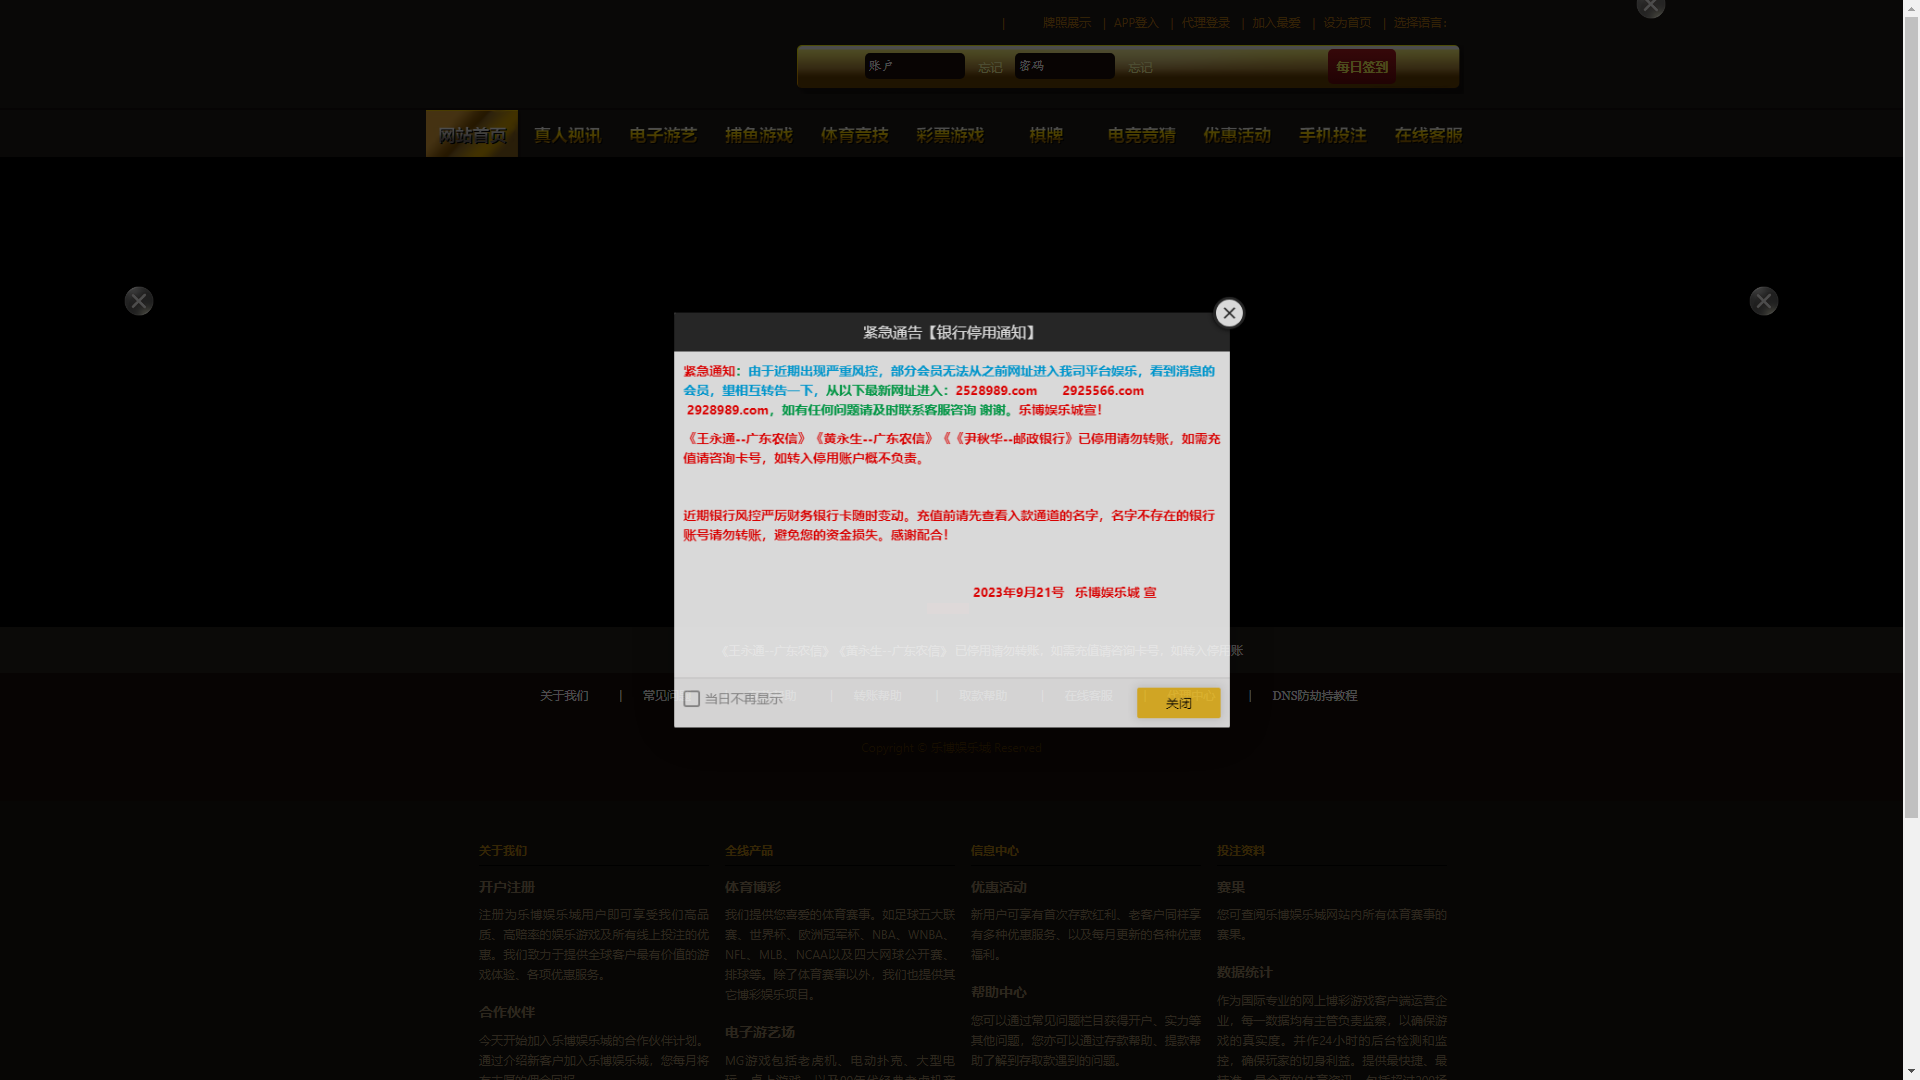 | 牌照展示 | APP登入 | 代理登录 | 加入最爱 | 设为首页 | 选择语言:
账户 忘记 密码 忘记 每日签到
网站首页 真人视讯 电子游艺 捕鱼游戏 体育竞技 彩票游戏 棋牌 电竞竞猜 优惠活动 手机投注 在线客服
紧急通告【银行停用通知】
紧急通知：由于近期出现严重风控，部分会员无法从之前网址进入我司平台娱乐，看到消息的
会员，望相互转告一下，从以下最新网址进入：2528989.com 2925566.com
2928989.com，如有任何问题请及时联系客服咨询 谢谢。乐博娱乐城宣！
《王永通--广东农信》《黄永生--广东农信》《《尹秋华--邮政银行》已停用请勿转账，如需充
值请咨询卡号，如转入停用账户概不负责。
近期银行风控严厉财务银行卡随时变动。充值前请先查看入款通道的名字，名字不存在的银行
账号请勿转账，避免您的资金损失。感谢配合！
2023年9月21号 乐博娱乐城 宣
《王永通--广东农信》《黄永生--广东农信》 已停用请勿转账，如需充值请咨询卡号，如转入停用账
关于我们 | 常见问 助 | 转账帮助 | 取款帮助 | 在线客服 | 代理中心 | DNS防劫持教程
当日不再显示 关闭
Copyright © 乐博娱乐城 Reserved
关于我们
开户注册
注册为乐博娱乐城用户即可享受我们高品
质、高赔率的娱乐游戏及所有线上投注的优
惠。我们致力于提供全球客户最有价值的游
戏体验、各项优惠服务。
合作伙伴
今天开始加入乐博娱乐城的合作伙伴计划。
通过介绍新客户加入乐博娱乐城，您每月将
全线产品
体育博彩
我们提供您喜爱的体育赛事。如足球五大联
赛、世界杯、欧洲冠军杯、NBA、WNBA、
NFL、MLB、NCAA以及四大网球公开赛、
排球等。除了体育赛事以外，我们也提供其
它博彩娱乐项目。
电子游艺场
MG游戏包括老虎机、电动扑克、大型电
信息中心
优惠活动
新用户可享有首次存款红利、老客户同样享
有多种优惠服务、以及每月更新的各种优惠
福利。
帮助中心
您可以通过常见问题栏目获得开户、实力等
其他问题，您亦可以通过存款帮助、提款帮
助了解到存取款遇到的问题。
投注资料
赛果
您可查阅乐博娱乐城网站内所有体育赛事的
赛果。
数据统计
作为国际专业的网上博彩游戏客户端运营企
业，每一数据均有主管负责监察，以确保游
戏的真实度。并作24小时的后台检测和监
控，确保玩家的切身利益。提供最快捷、最